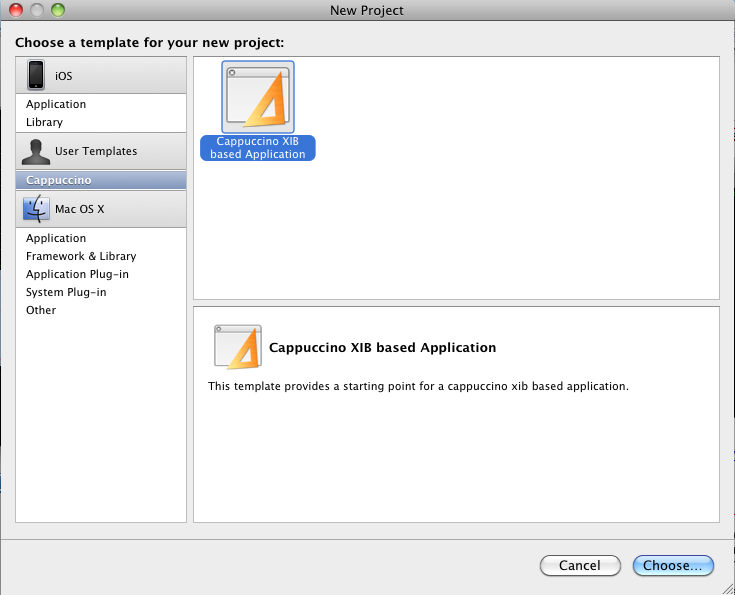 New Project
Choose a template for your new project:
iOS
Application
Library
User Templates
Cappuccino
Mac OS X
Application
Framework & Library
Application Plug-in
System Plug-in
Other
Cappuccino XIB
based Application
Cappuccino XIB based Application
This template provides a starting point for a cappuccino xib based application.
Cancel
Choose...